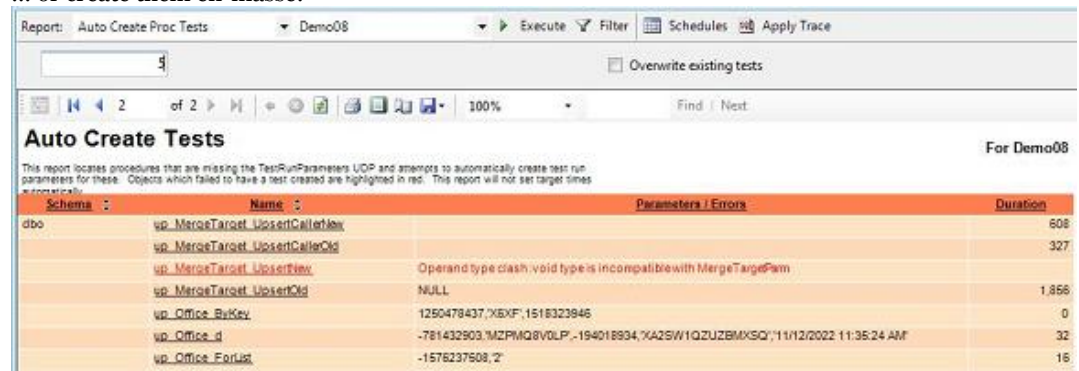 ... or create them en-masse:
Report: Auto Create Proc Tests Demo08 Execute Filter Schedules Apply Trace
5 Overwrite existing tests
2 of 2 100% Find | Next
Auto Create Tests
For Demo08
This report locates procedures that are missing the TestRunParameters UDP and attempts to automatically create test run
parameters for these. Objects which failed to have a test created are highlighted in red. This report will not set target times
automatically.
Schema Name Parameters / Errors Duration
dbo up_MergeTarget_UpsertCallerNew 608
up_MergeTarget_UpsertCallerOld 327
up_MergeTarget_UpsertNew Operand type clash: void type is incompatible with MergeTargetParm
up_MergeTarget_UpsertOld NULL 1,856
up_Office_ByKey 1250478437,'X6XF',1518323946 0
up_Office_d -781432903,'MZPMQ8V0LP',-194018934,'XA2SW1QZUZBMXSQ','11/12/2022 11:35:24 AM' 32
up_Office_ForList -1576237508,'2' 16